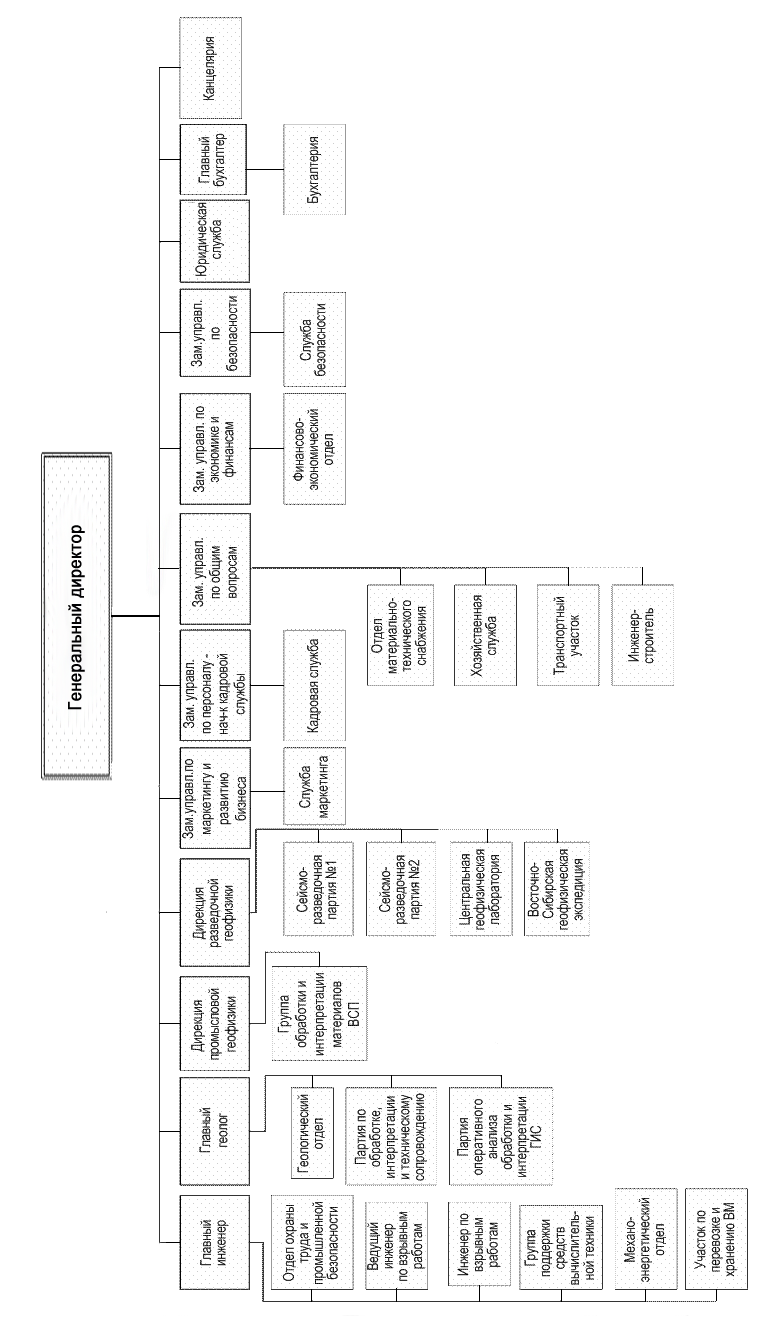 Генеральный директор
Главный
инженер
Главный
геолог
Дирекция
промысловой
геофизики
Дирекция
разведочной
геофизики
Зам.управл.по
маркетингу и
развитию
бизнеса
Зам. управл.
по персоналу -
нач-к кадровой
службы
Зам. управл.
по общим
вопросам
Зам. управл. по
экономике и
финансам
Зам.управл.
по
безопасности
Юридическая
служба
Главный
бухгалтер
Канцелярия
Отдел охраны
труда и
промышленной
безопасности
Ведущий
инженер
по взрывным
работам
Инженер по
взрывным
работам
Группа
поддержки
средств
вычислитель-
ной техники
Механо-
энергетический
отдел
Участок по
перевозке и
хранению ВМ
Геологический
отдел
Партия по
обработке,
интерпретации
и техническому
сопровождению
Партия
оперативного
анализа
обработки и
интерпретации
ГИС
Группа
обработки и
интерпретации
материалов
ВСП
Сейсмо-
разведочная
партия №1
Сейсмо-
разведочная
партия №2
Центральная
геофизическая
лаборатория
Восточно-
Сибирская
геофизическая
экспедиция
Служба
маркетинга
Кадровая служба
Отдел
материально-
технического
снабжения
Хозяйственная
служба
Транспортный
участок
Инженер-
строитель
Финансово-
экономический
отдел
Служба
безопасности
Бухгалтерия